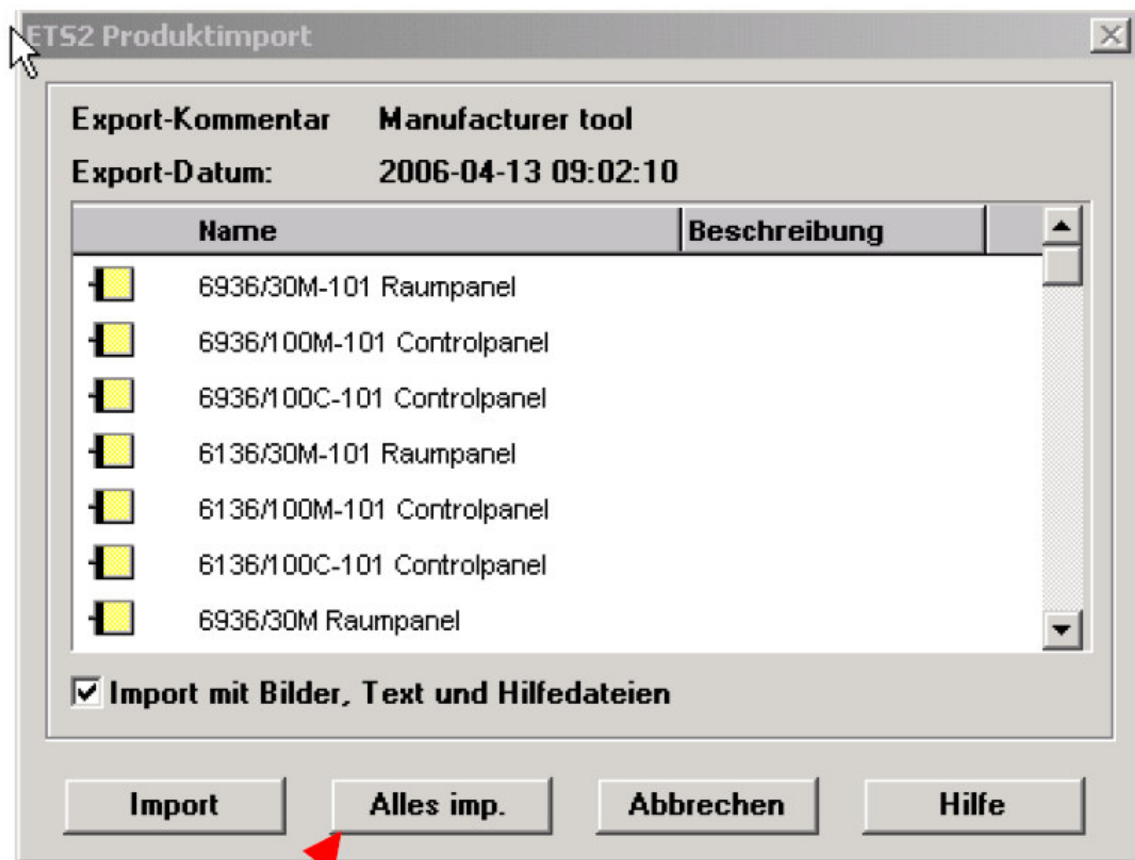 ETS2 Produktimport
Export-Kommentar Manufacturer tool
Export-Datum: 2006-04-13 09:02:10
Name Beschreibung
6936/30M-101 Raumpanel
6936/100M-101 Controlpanel
6936/100C-101 Controlpanel
6136/30M-101 Raumpanel
6136/100M-101 Controlpanel
6136/100C-101 Controlpanel
6936/30M Raumpanel
Import mit Bilder, Text und Hilfedateien
Import Alles imp. Abbrechen Hilfe